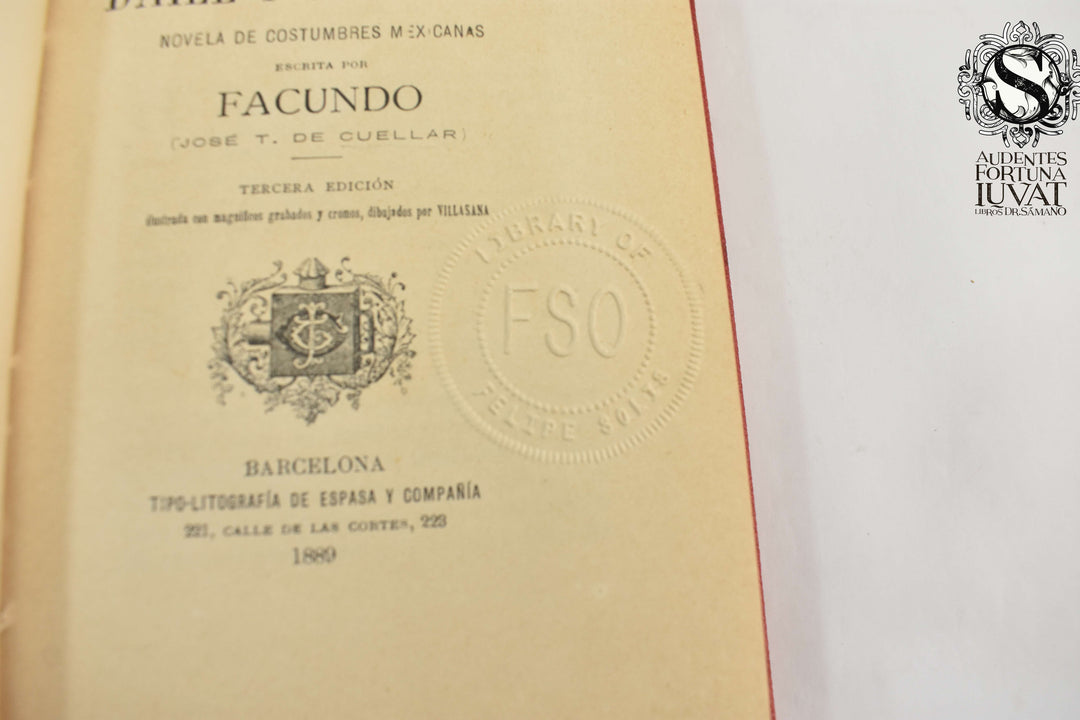 NOVELA DE COSTUMBRES MEXICANAS
ESCRITA POR
FACUNDO
(JOSÉ T. DE CUELLAR)
TERCERA EDICIÓN
ilustrada con magníficos grabados y cromos, dibujados por VILLASANA
LIBRARY OF
FSO
FELIPE SOLIS
BARCELONA
TIPO-LITOGRAFÍA DE ESPASA Y COMPAÑÍA
221, CALLE DE LAS CORTES, 223
1889
S
AUDENTES
FORTUNA
IUVAT
LIBROS DR. SÁMANO